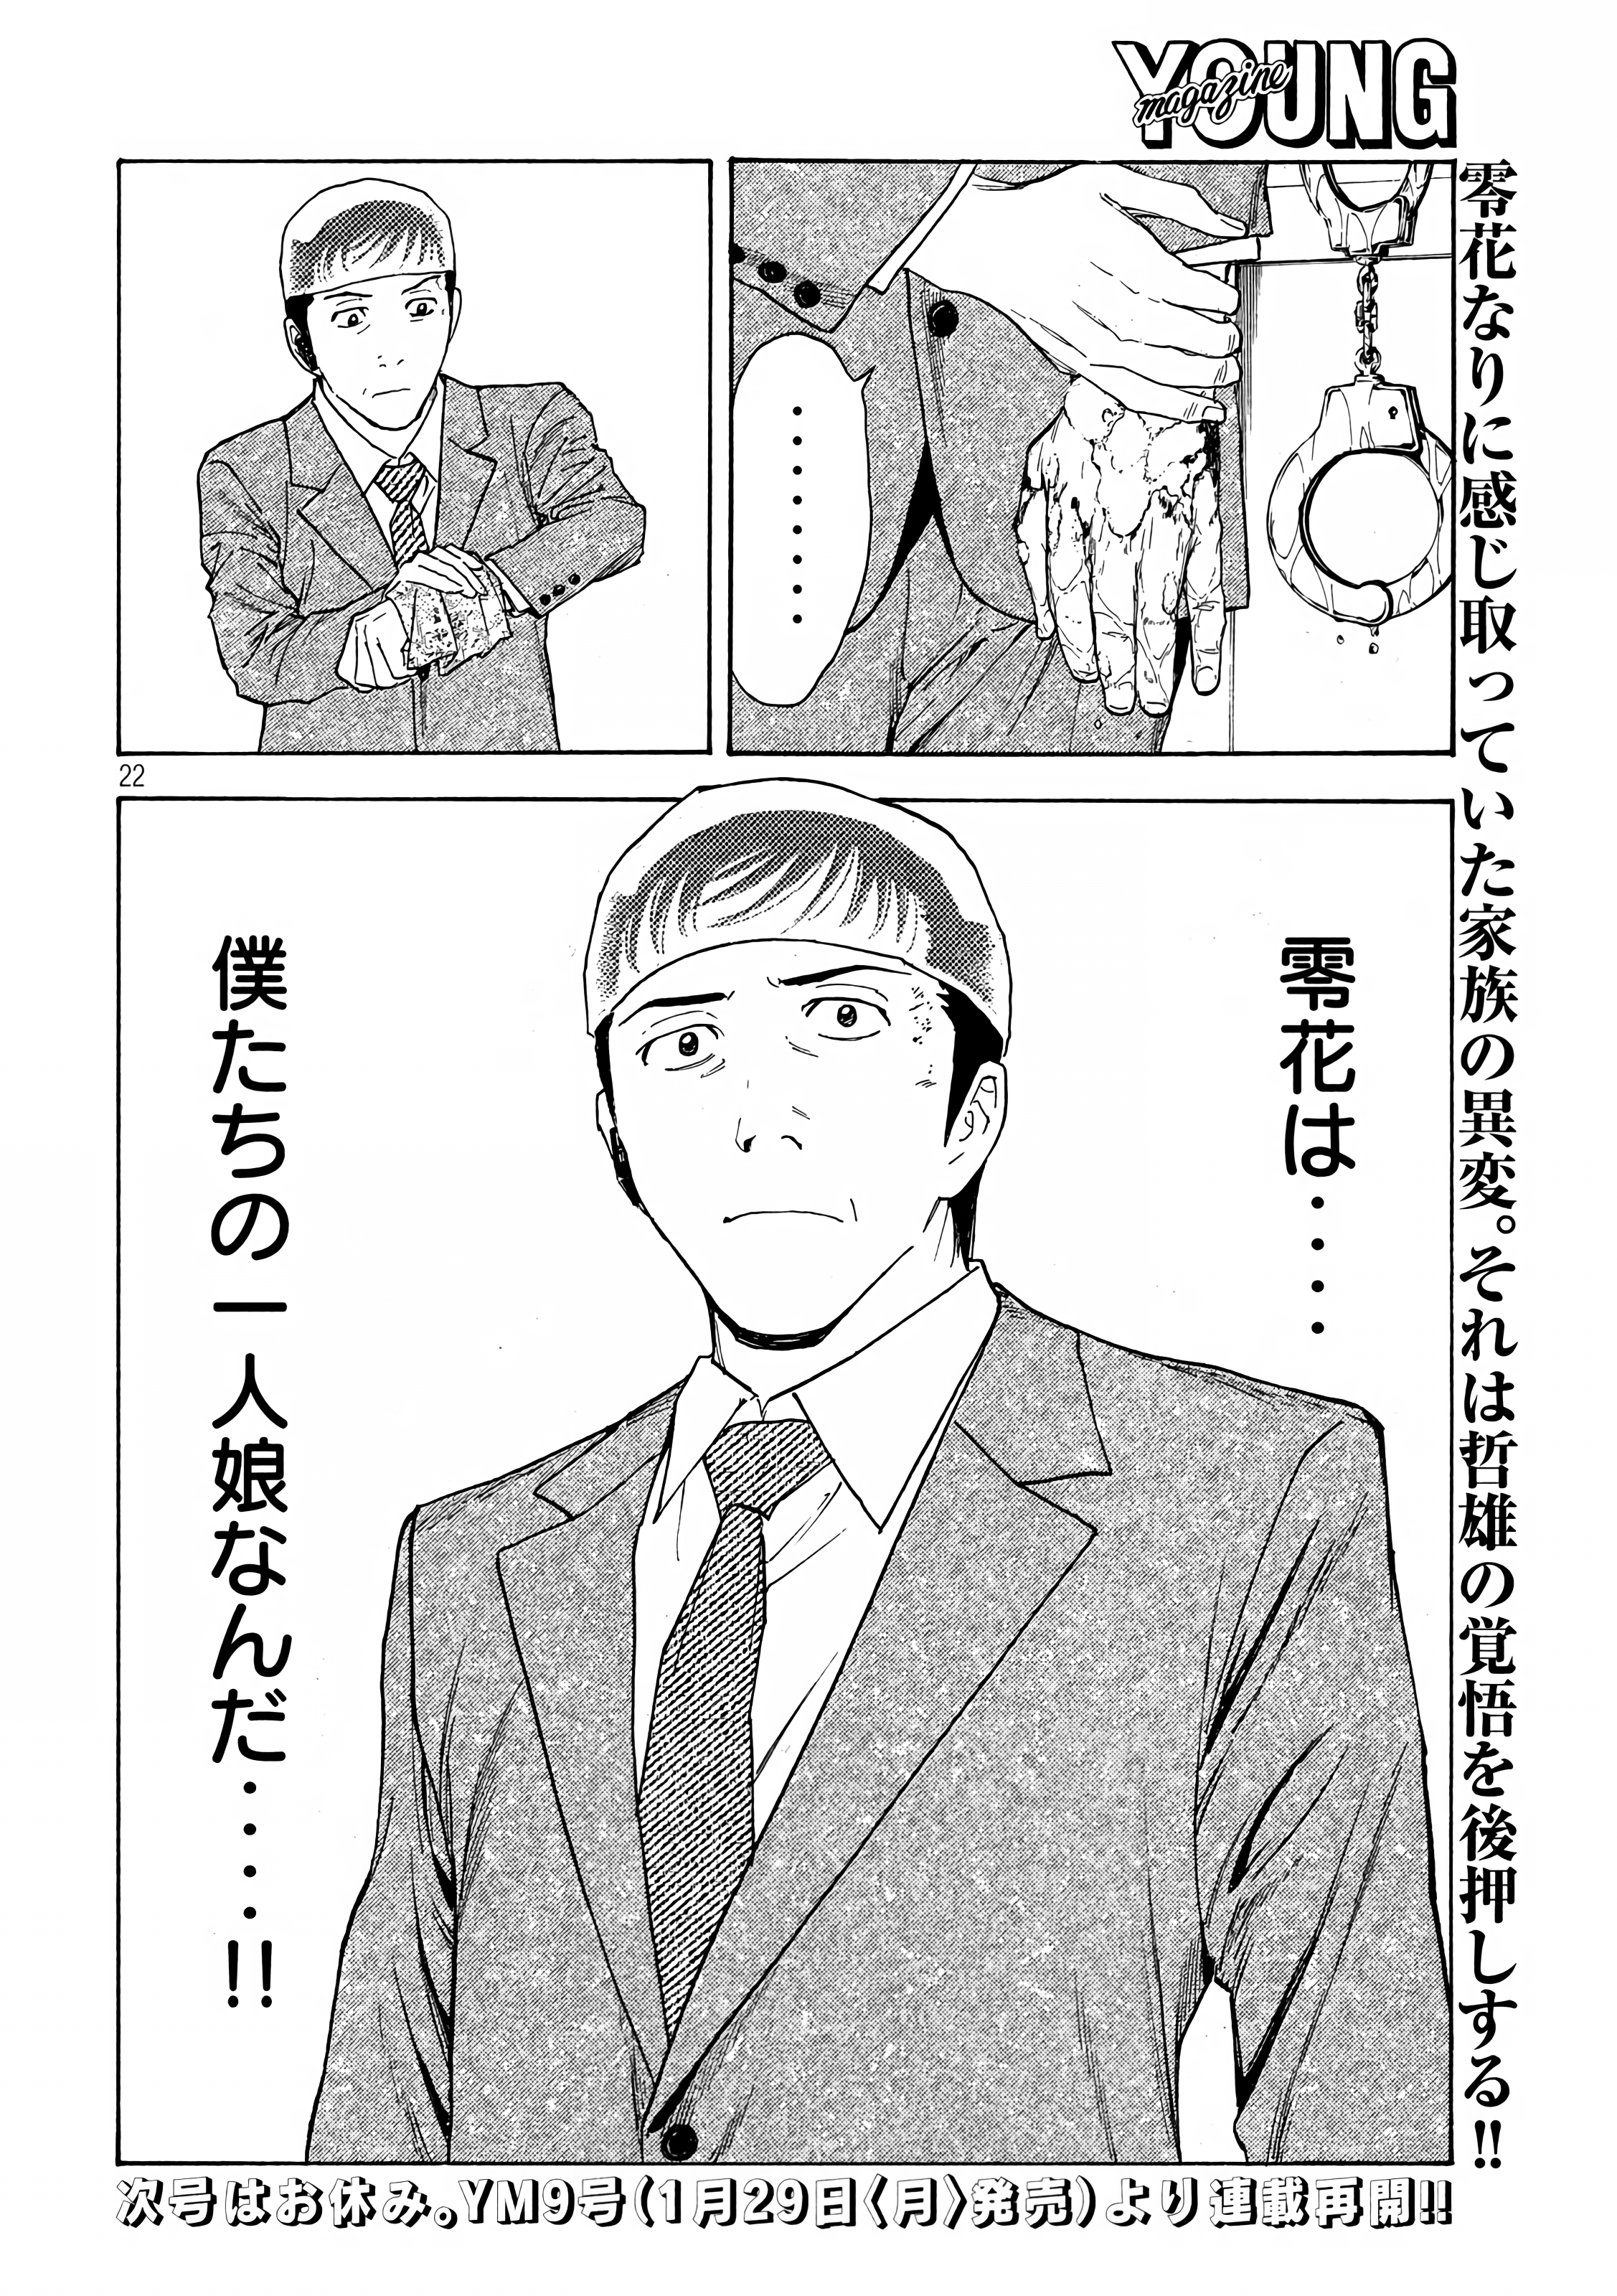 YOUNG
magazine
零花なりに感じ取っていた家族の異変。それは哲雄の覚悟を後押しする!!
・・・・・・・・
22
零花は・・・・
僕たちの一人娘なんだ・・・・!!
次号はお休み。YM9号(1月29日〈月〉発売)より連載再開!!